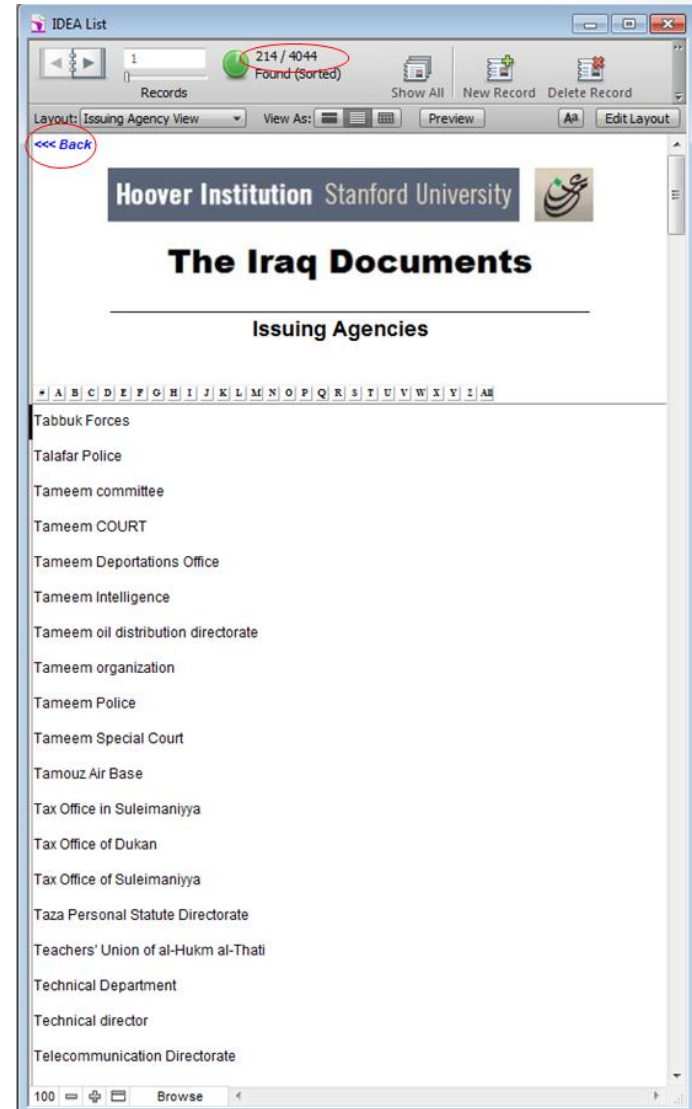 IDEA List
1
214 / 4044
Found (Sorted)
Records
Show All
New Record
Delete Record
Layout: Issuing Agency View
View As:
Preview
Aa
Edit Layout
<<< Back
Hoover Institution Stanford University
The Iraq Documents
Issuing Agencies
# A B C D E F G H I J K L M N O P Q R S T U V W X Y Z All
Tabbuk Forces
Talafar Police
Tameem committee
Tameem COURT
Tameem Deportations Office
Tameem Intelligence
Tameem oil distribution directorate
Tameem organization
Tameem Police
Tameem Special Court
Tamouz Air Base
Tax Office in Suleimaniyya
Tax Office of Dukan
Tax Office of Suleimaniyya
Taza Personal Statute Directorate
Teachers' Union of al-Hukm al-Thati
Technical Department
Technical director
Telecommunication Directorate
100
Browse